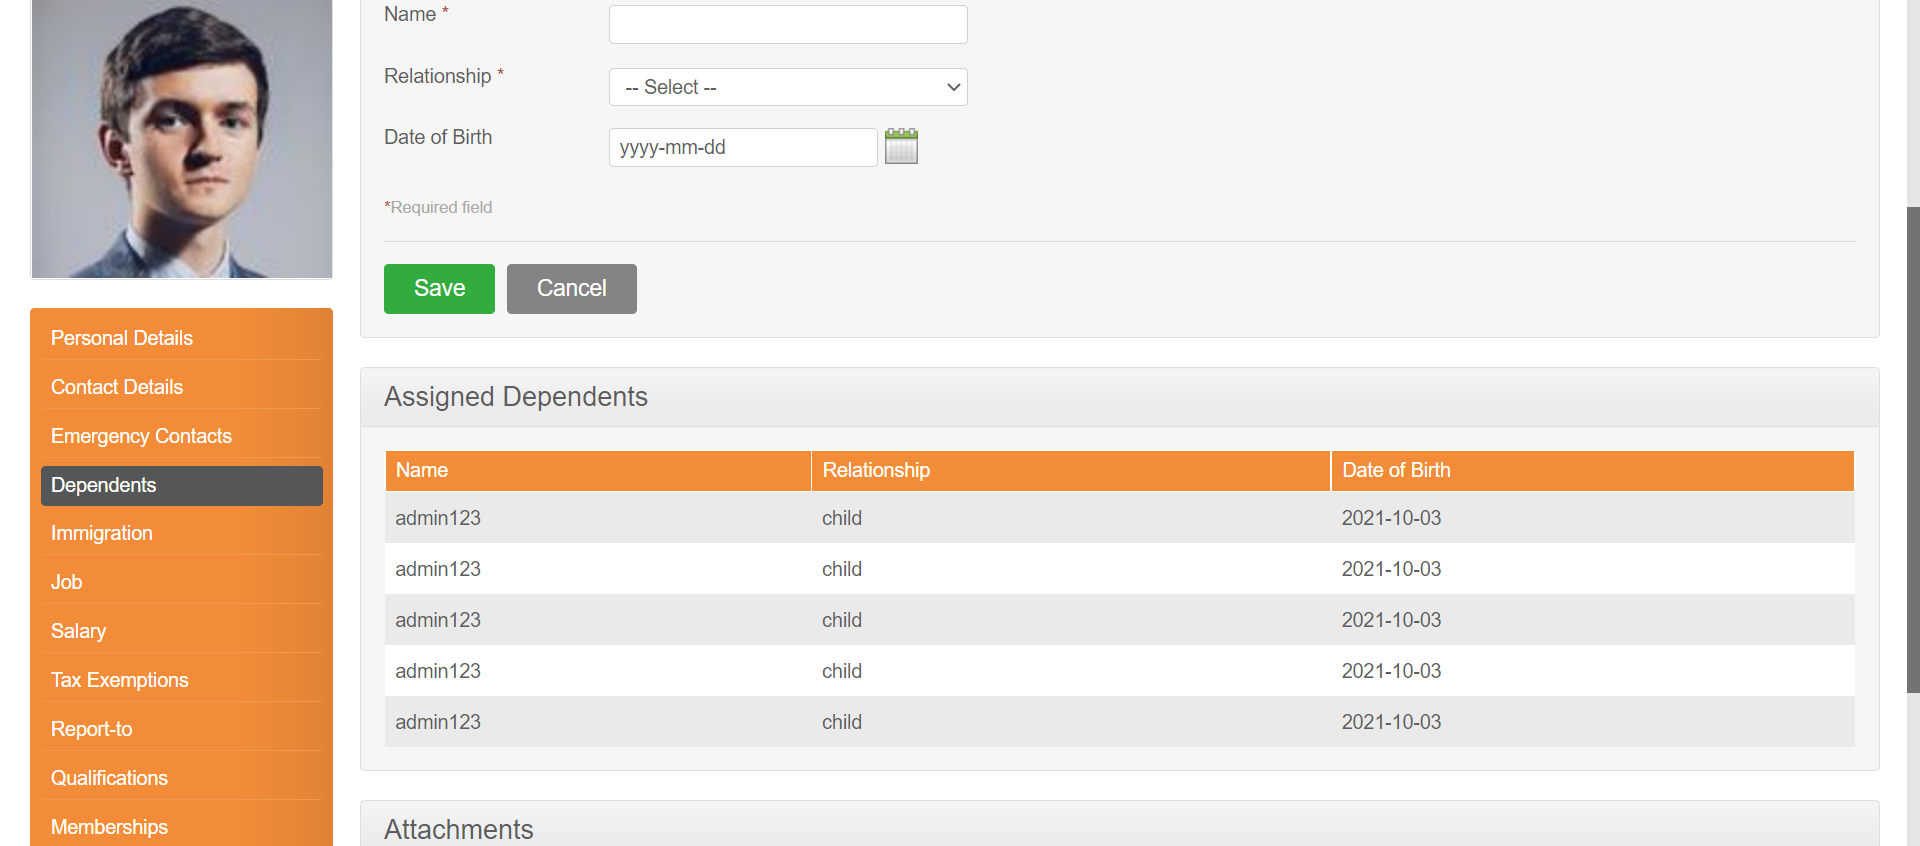 Name *
-- Select --
Relationship *
Date of Birth
yyyy-mm-dd
*Required field
Save Cancel
Personal Details
Contact Details
Emergency Contacts
Dependents
Immigration
Job
Salary
Tax Exemptions
Report-to
Qualifications
Memberships
Assigned Dependents
Name Relationship Date of Birth
admin123 child 2021-10-03
admin123 child 2021-10-03
admin123 child 2021-10-03
admin123 child 2021-10-03
admin123 child 2021-10-03
Attachments